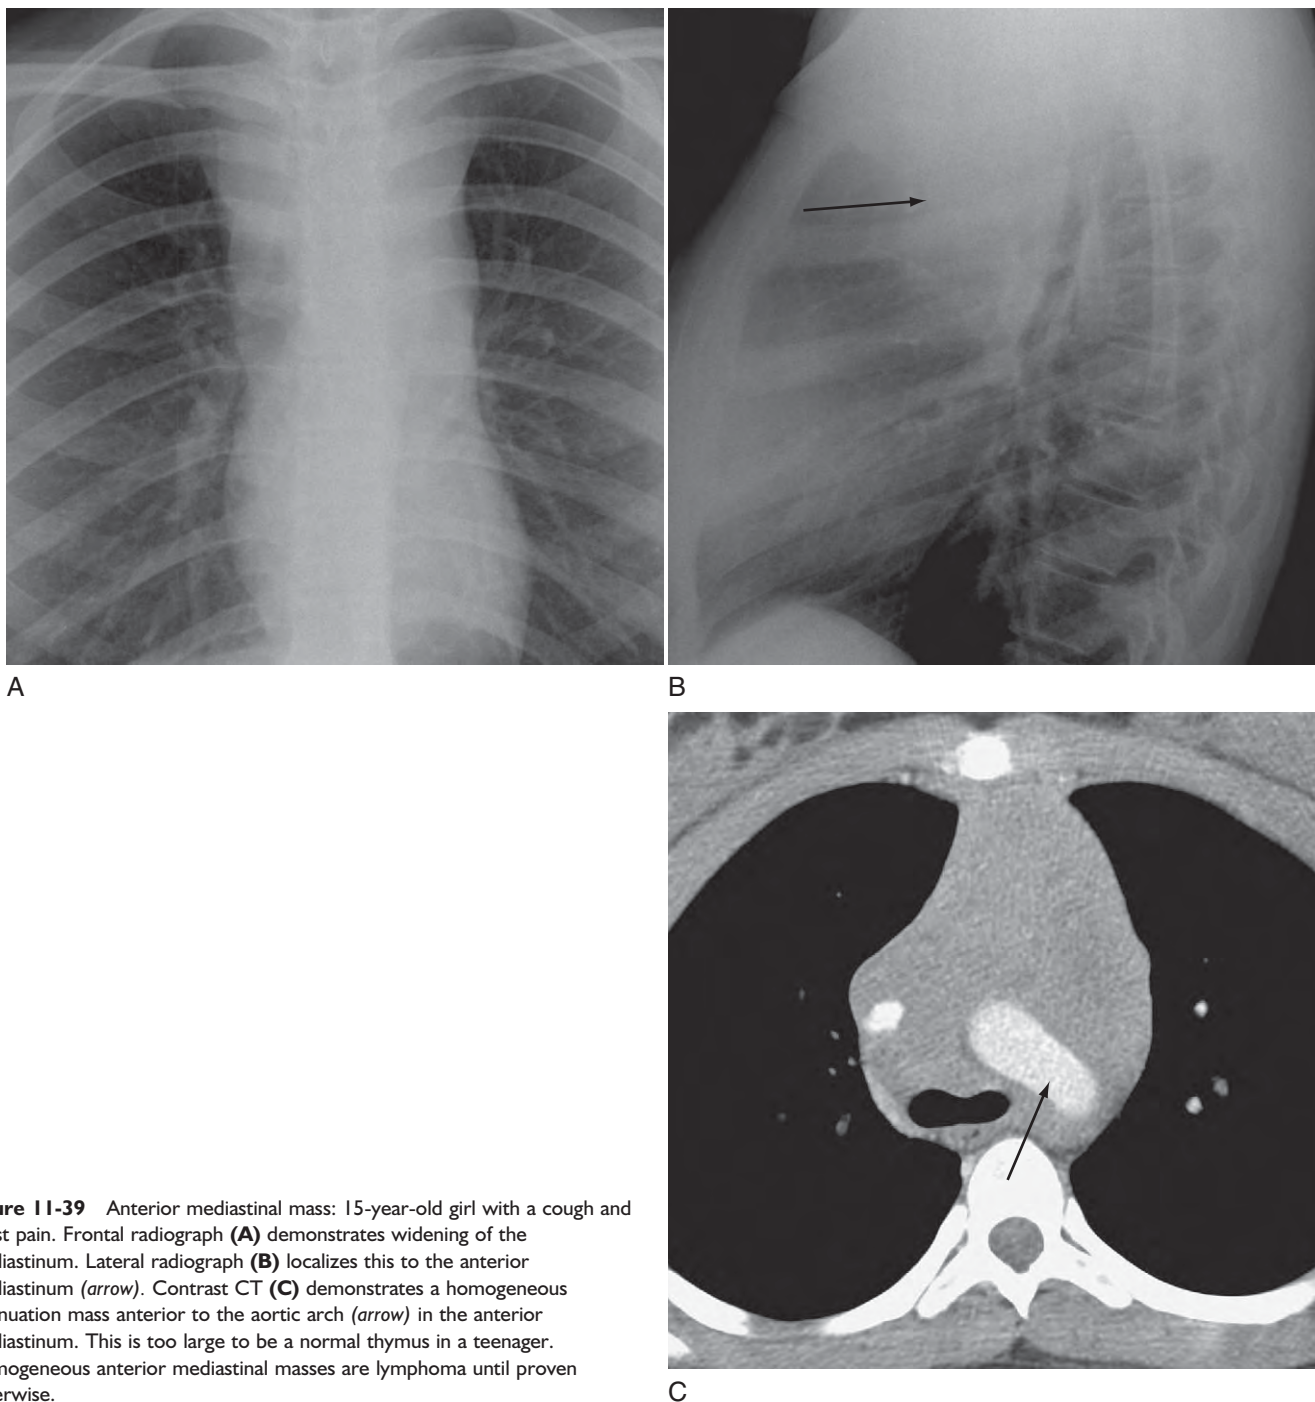 A
B
ure 11-39 Anterior mediastinal mass: 15-year-old girl with a cough and
st pain. Frontal radiograph (A) demonstrates widening of the
diastinum. Lateral radiograph (B) localizes this to the anterior
diastinum (arrow). Contrast CT (C) demonstrates a homogeneous
nuation mass anterior to the aortic arch (arrow) in the anterior
diastinum. This is too large to be a normal thymus in a teenager.
mogeneous anterior mediastinal masses are lymphoma until proven
erwise.
C